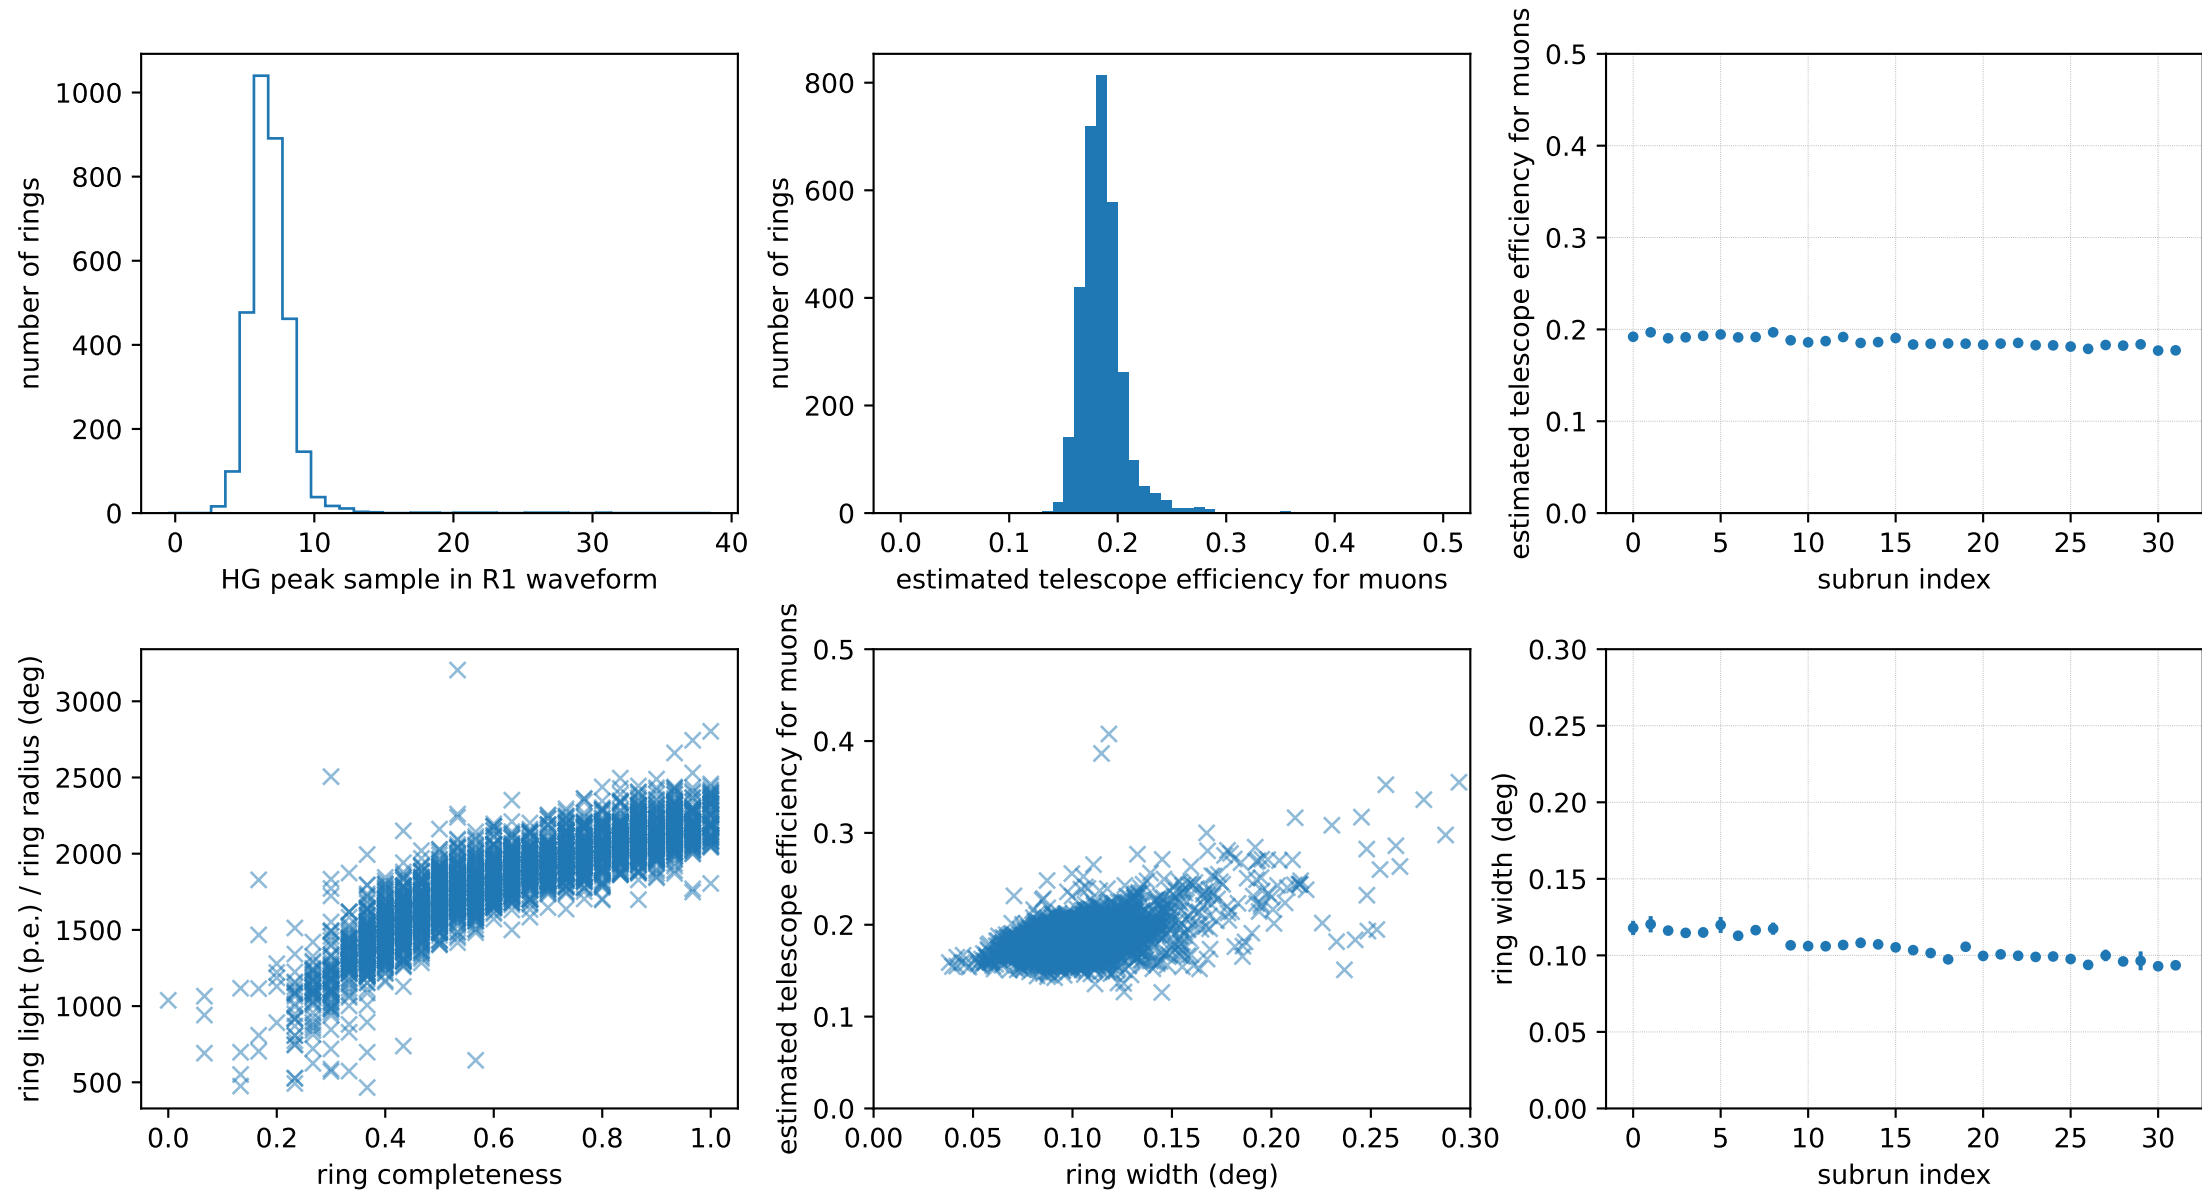 number of rings
1000
800
600
400
200
0
0 10 20 30 40
HG peak sample in R1 waveform
number of rings
800
600
400
200
0
0.0 0.1 0.2 0.3 0.4 0.5
estimated telescope efficiency for muons
estimated telescope efficiency for muons
0.5
0.4
0.3
0.2
0.1
0.0
0 5 10 15 20 25 30
subrun index
ring light (p.e.) / ring radius (deg)
3000
2500
2000
1500
1000
500
0.0 0.2 0.4 0.6 0.8 1.0
ring completeness
estimated telescope efficiency for muons
0.5
0.4
0.3
0.2
0.1
0.0
0.00 0.05 0.10 0.15 0.20 0.25 0.30
ring width (deg)
ring width (deg)
0.30
0.25
0.20
0.15
0.10
0.05
0.00
0 5 10 15 20 25 30
subrun index